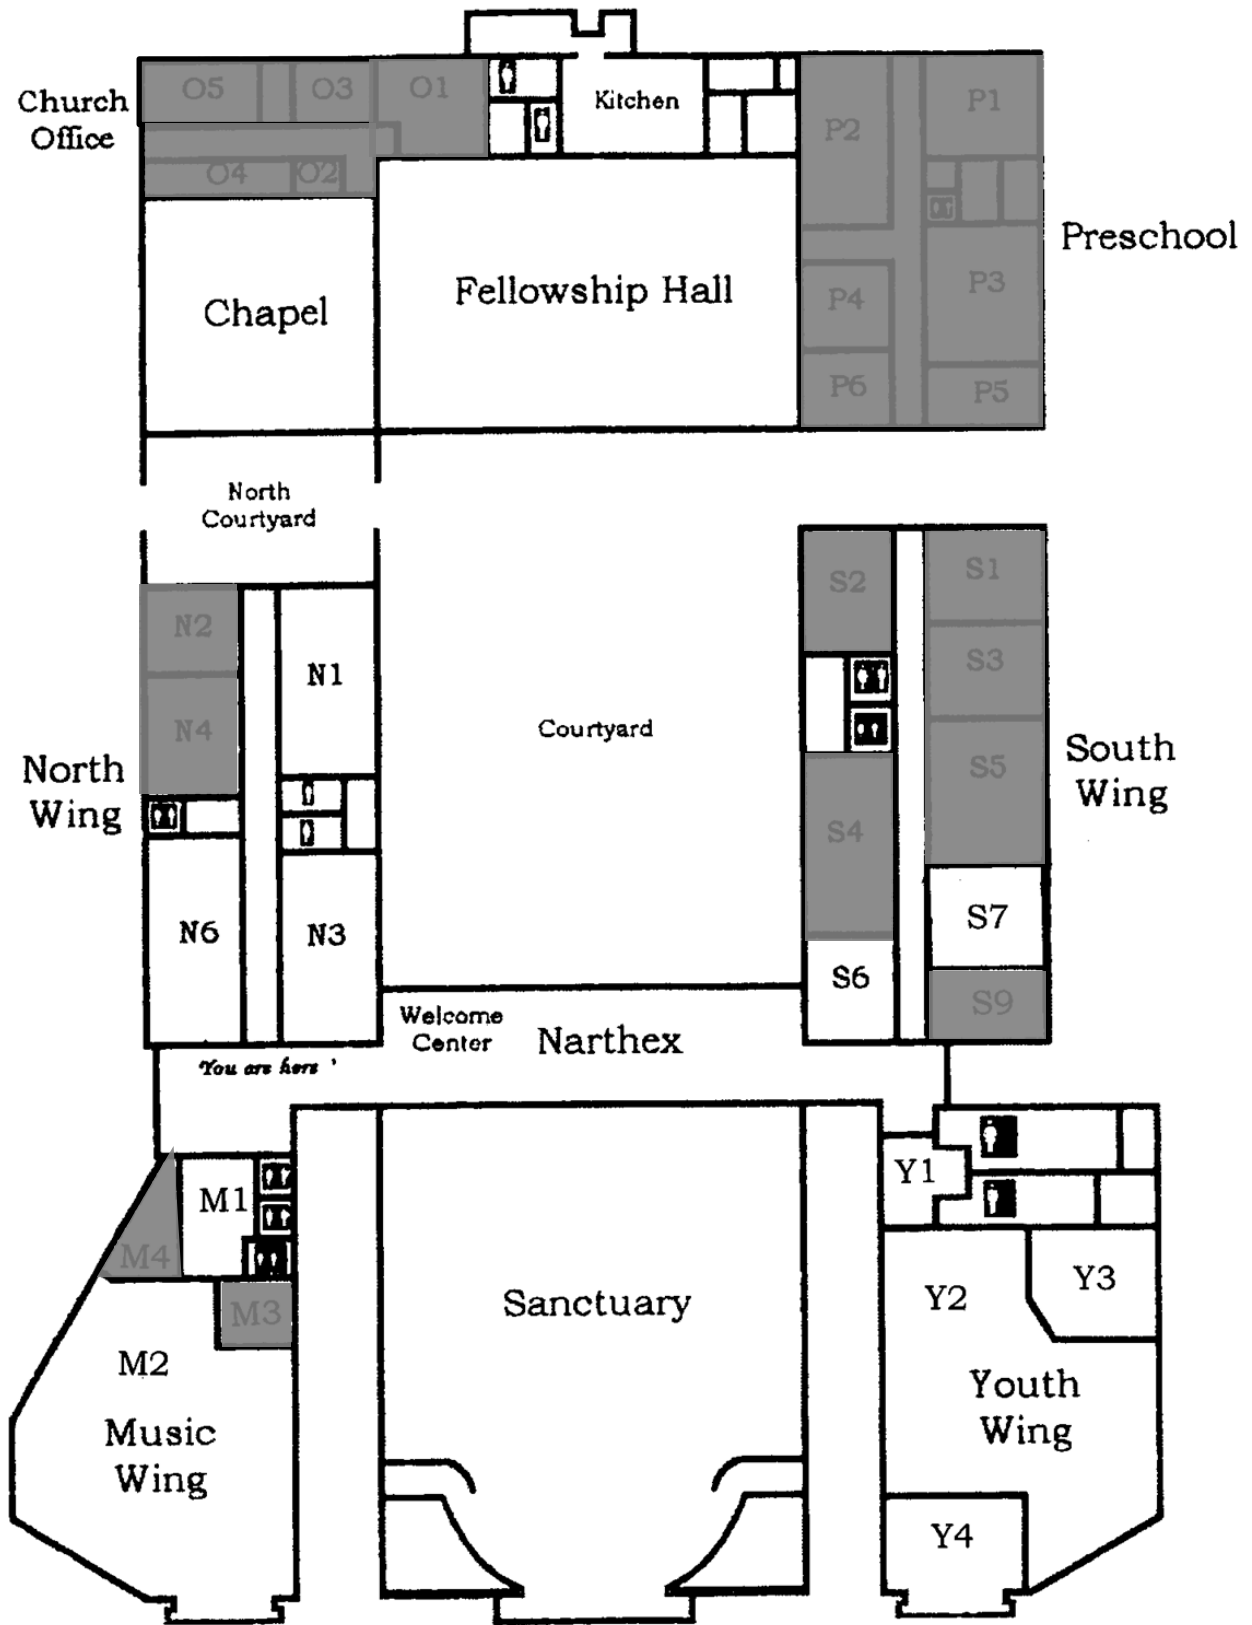 O5
O3
O1
Kitchen
Church
Office
P1
P2
O4
O2
Preschool
Chapel
Fellowship Hall
P3
P4
P6
P5
North
Courtyard
S2
S1
N2
N1
S3
N4
Courtyard
North
Wing
South
Wing
S5
S4
N6
N3
S7
S6
S9
Welcome
Center
Narthex
You are here '
M1
M4
M3
M2
Music
Wing
Sanctuary
Y1
Y2
Y3
Youth
Wing
Y4